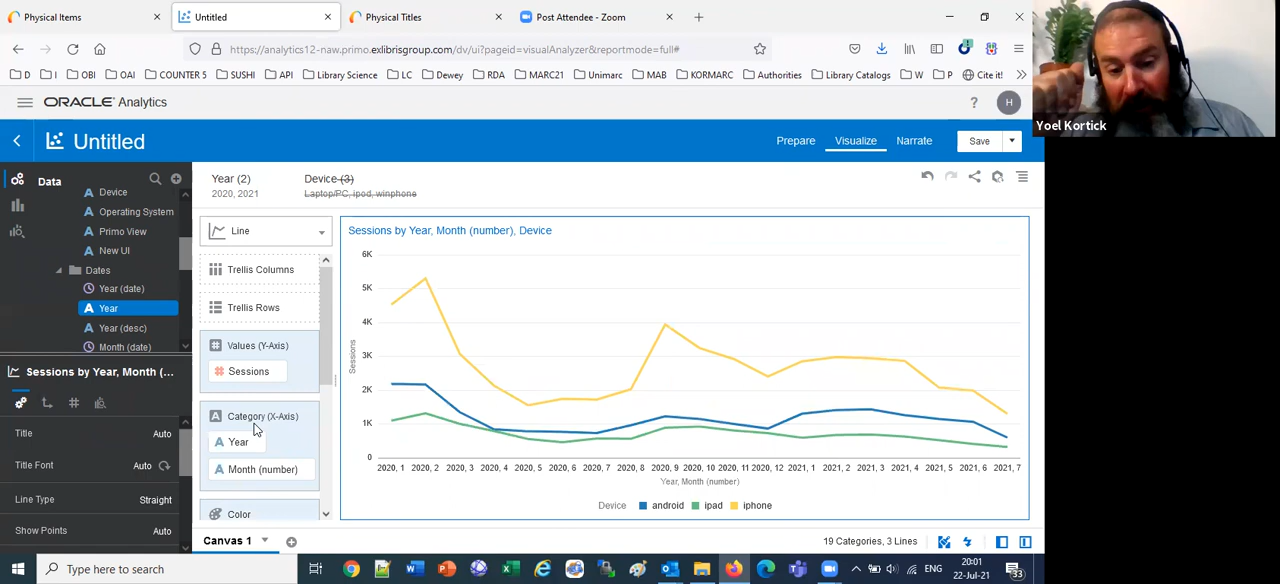 Physical Items
Untitled
Physical Titles
Post Attendee - Zoom
https://analytics12-naw.primo.exlibrisgroup.com/dv/ui?pageid=visualAnalyzer&reportmode=full#
D
I
OBI
OAI
COUNTER 5
SUSHI
API
Library Science
LC
Dewey
RDA
MARC21
Unimarc
MAB
KORMARC
Authorities
Library Catalogs
W
P
Cite it!
Yoel Kortick
ORACLE Analytics
?
H
Untitled
Prepare
Visualize
Narrate
Save
Data
Device
Operating System
Primo View
New UI
Dates
Year (date)
Year
Year (desc)
Month (date)
Year (2)
2020, 2021
Device (3)
Laptop/PC, ipod, winphone
Line
Trellis Columns
Trellis Rows
Values (Y-Axis)
Sessions
Category (X-Axis)
Year
Month (number)
Color
Sessions by Year, Month (number), Device
6K
5K
4K
3K
2K
1K
0
Sessions
2020, 1 2020, 2 2020, 3 2020, 4 2020, 5 2020, 6 2020, 7 2020, 8 2020, 9 2020, 10 2020, 11 2020, 12 2021, 1 2021, 2 2021, 3 2021, 4 2021, 5 2021, 6 2021, 7
Year, Month (number)
Device android ipad iphone
Sessions by Year, Month (...
Title Auto
Title Font Auto
Line Type Straight
Show Points Auto
Canvas 1
19 Categories, 3 Lines
Type here to search
ENG
20:01
22-Jul-21
33